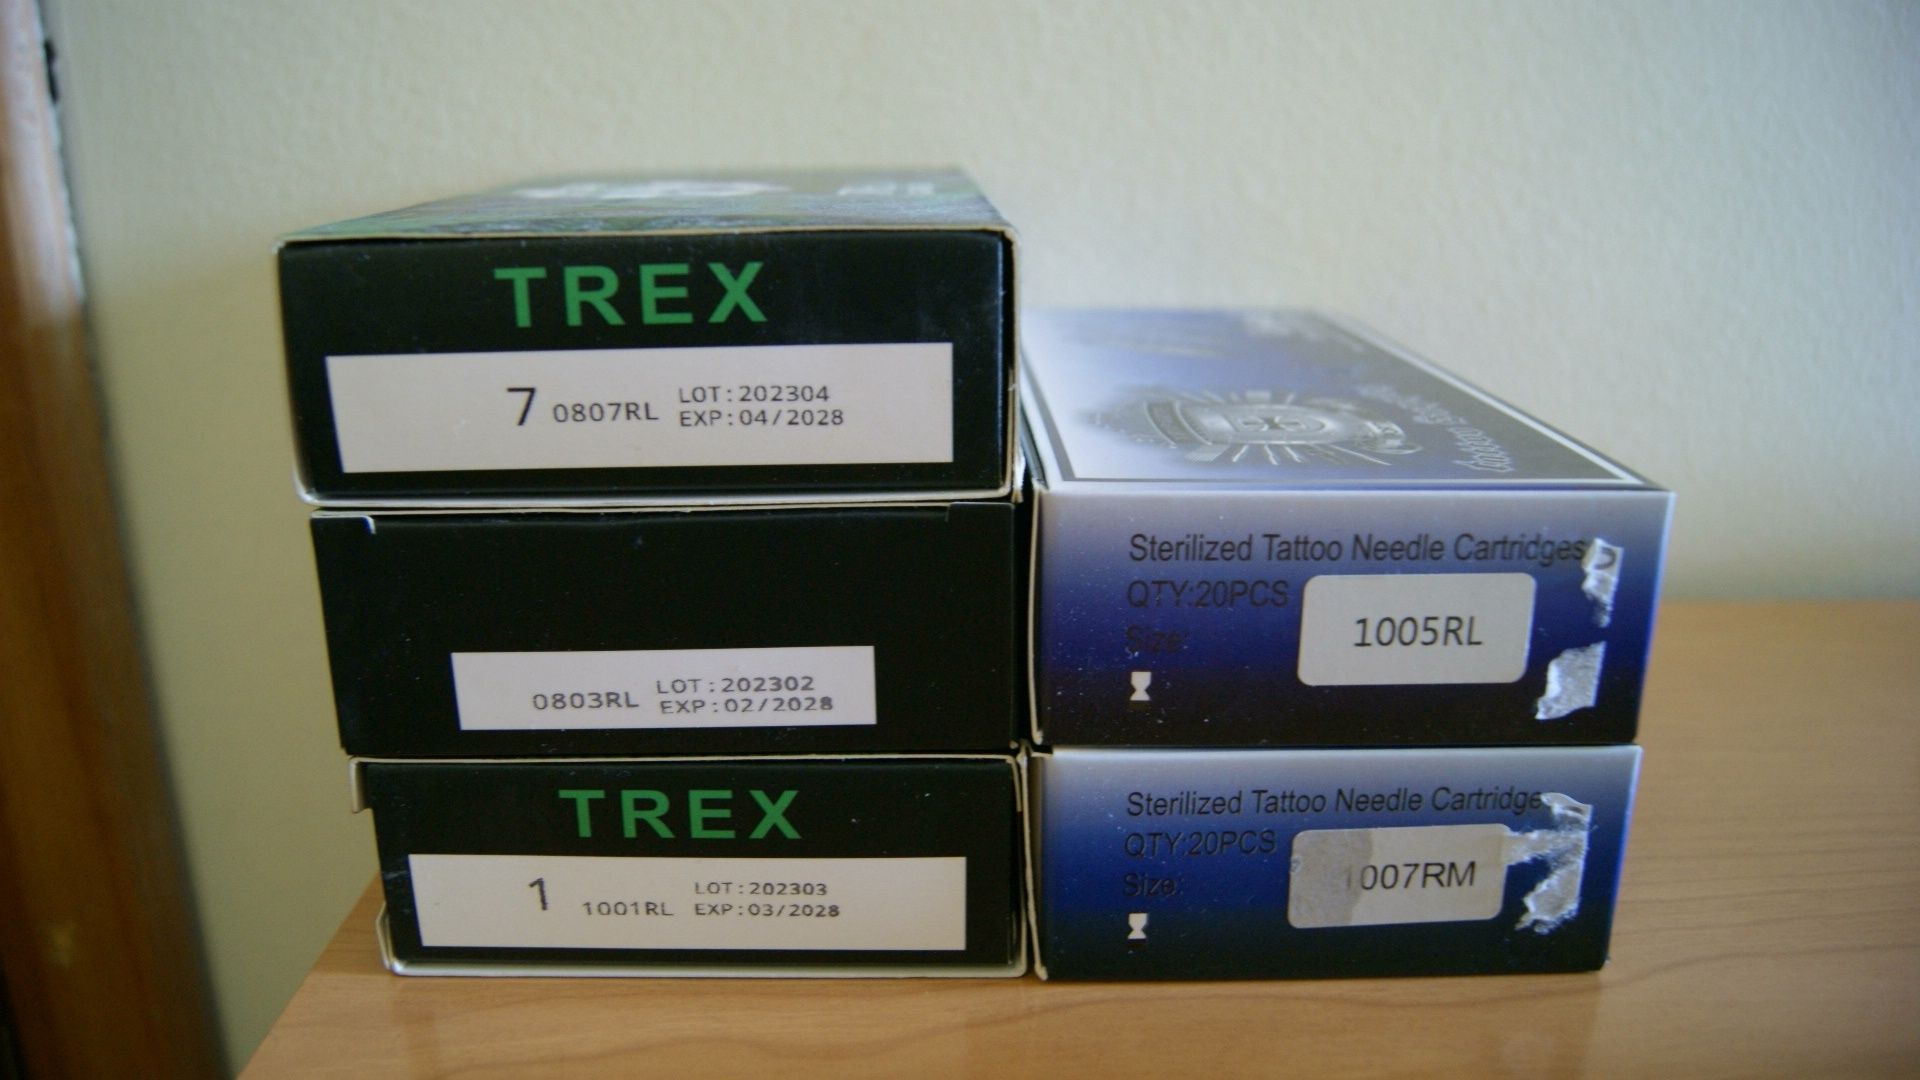 TREX
7 0807RL LOT:202304
EXP:04/2028
0803RL LOT:202302
EXP:02/2028
TREX
1 1001RL LOT:202303
EXP:03/2028
Sterilized Tattoo Needle Cartridges
QTY:20PCS
Size:
1005RL
Sterilized Tattoo Needle Cartridge
QTY:20PCS
Size:
1007RM